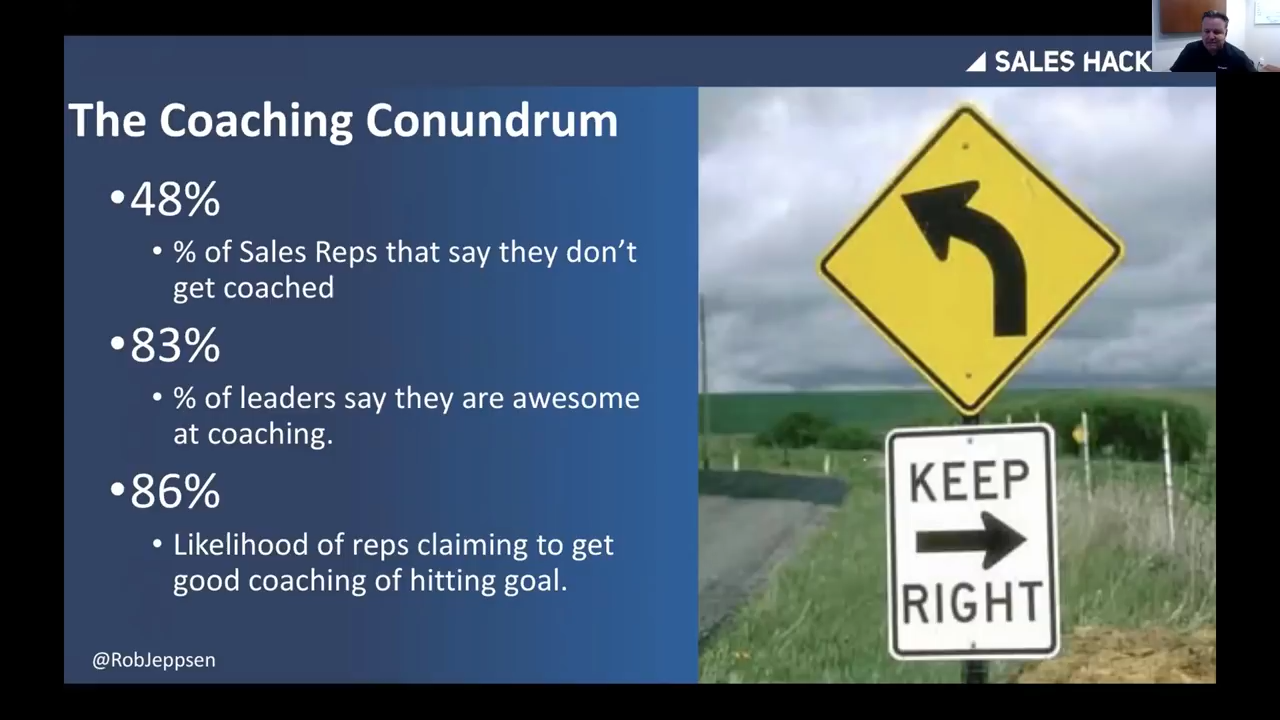 SALES HACK
The Coaching Conundrum
•48%
• % of Sales Reps that say they don’t
get coached
•83%
• % of leaders say they are awesome
at coaching.
•86%
• Likelihood of reps claiming to get
good coaching of hitting goal.
@RobJeppsen
KEEP
RIGHT